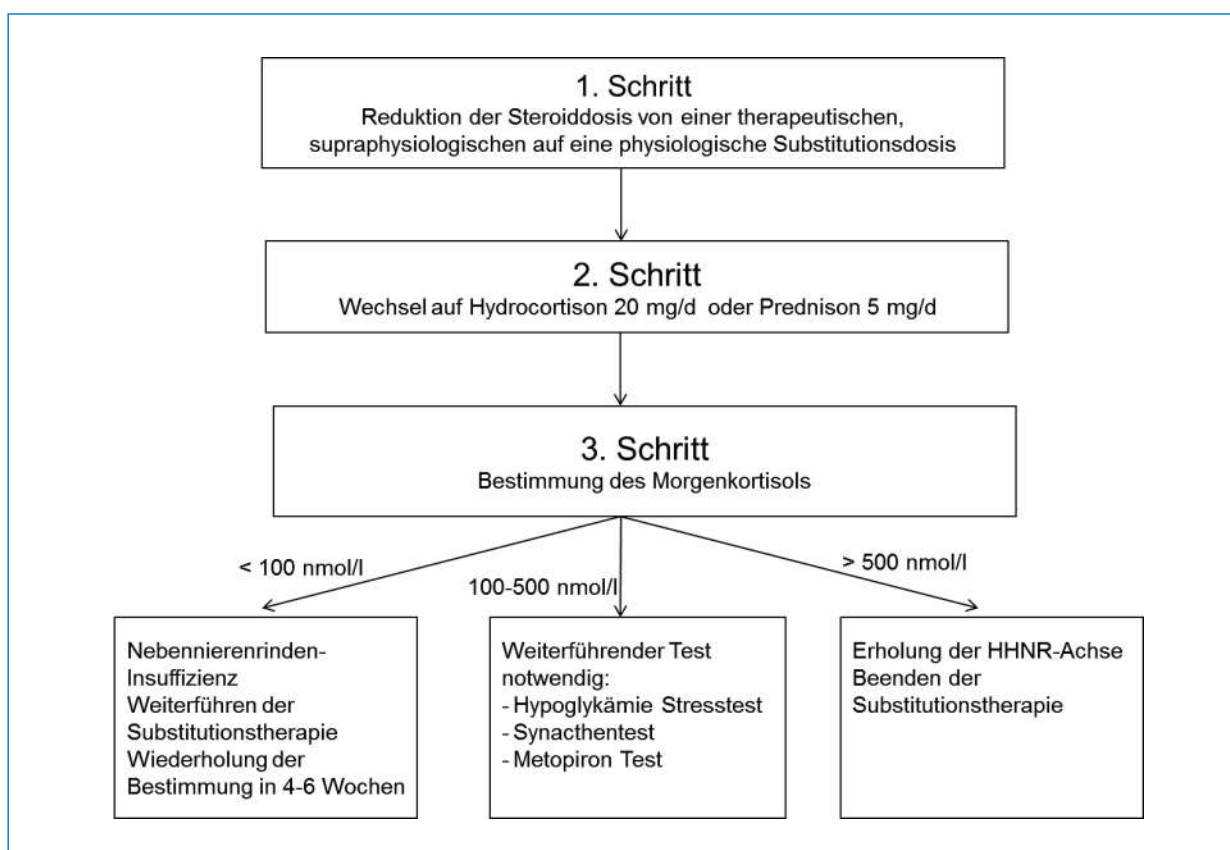 1. Schritt
Reduktion der Steroiddosis von einer therapeutischen,
supraphysiologischen auf eine physiologische Substitutionsdosis
2. Schritt
Wechsel auf Hydrocortison 20 mg/d oder Prednison 5 mg/d
3. Schritt
Bestimmung des Morgenkortisols
< 100 nmol/l
100-500 nmol/l
> 500 nmol/l
Nebennierenrinden-
Insuffizienz
Weiterführen der
Substitutionstherapie
Wiederholung der
Bestimmung in 4-6 Wochen
Weiterführender Test
notwendig:
- Hypoglykämie Stresstest
- Synacthentest
- Metopiron Test
Erholung der HHNR-Achse
Beenden der
Substitutionstherapie